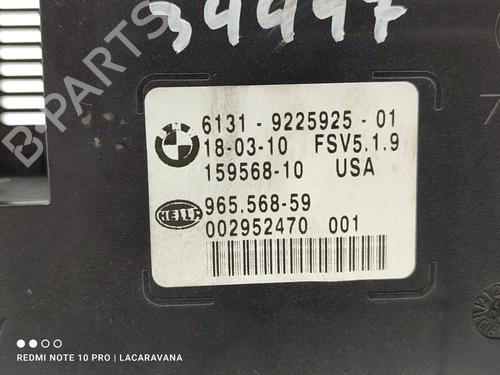 34447
6131 - 9225925 - 01
18-03-10 FSV5.1.9
159568-10 USA
HELLA
965.568-59
002952470 001
B-PARTS
REDMI NOTE 10 PRO | LACARAVANA